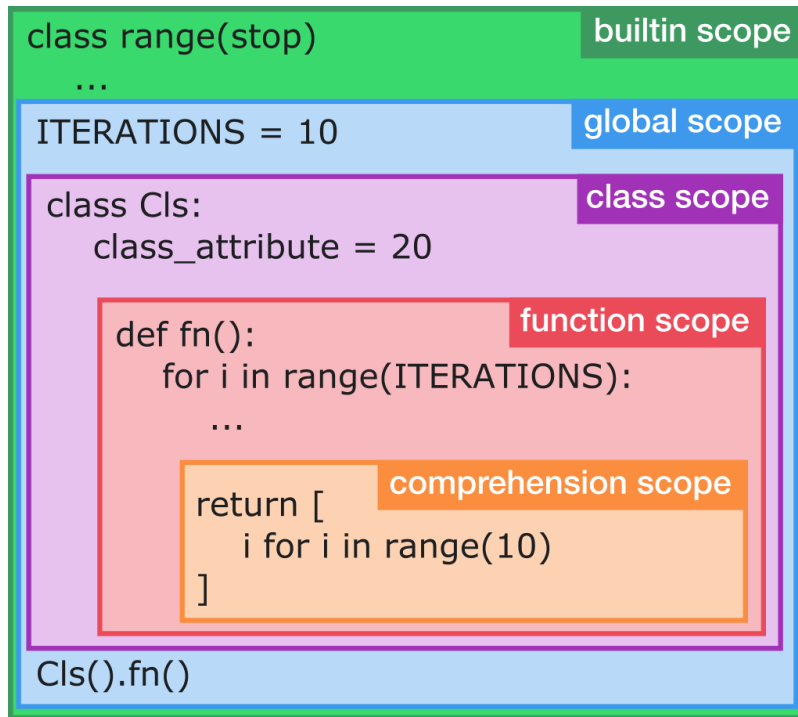 class range(stop)
builtin scope
...
ITERATIONS = 10
global scope
class Cls:
class scope
class_attribute = 20
def fn():
function scope
for i in range(ITERATIONS):
...
comprehension scope
return [
i for i in range(10)
]
Cls().fn()